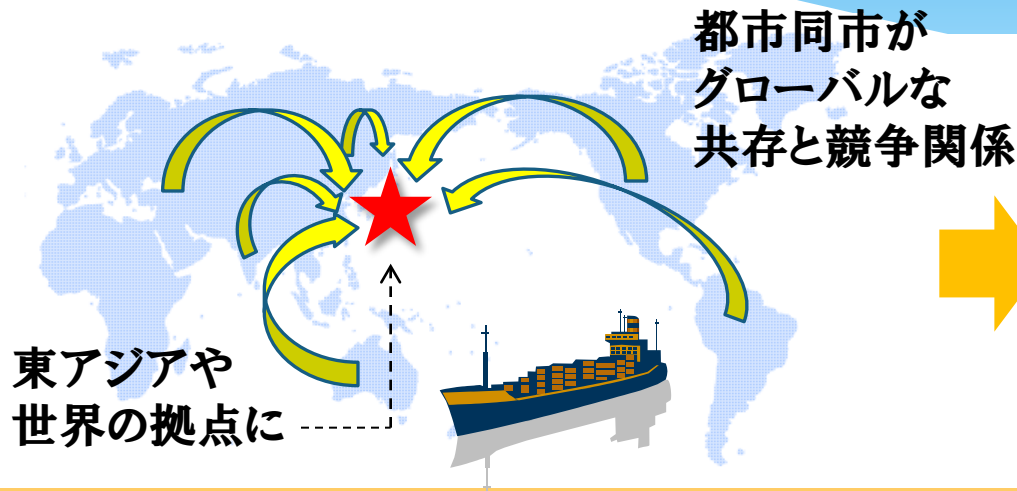 都市同市が
グローバルな
共存と競争関係
東アジアや
世界の拠点に